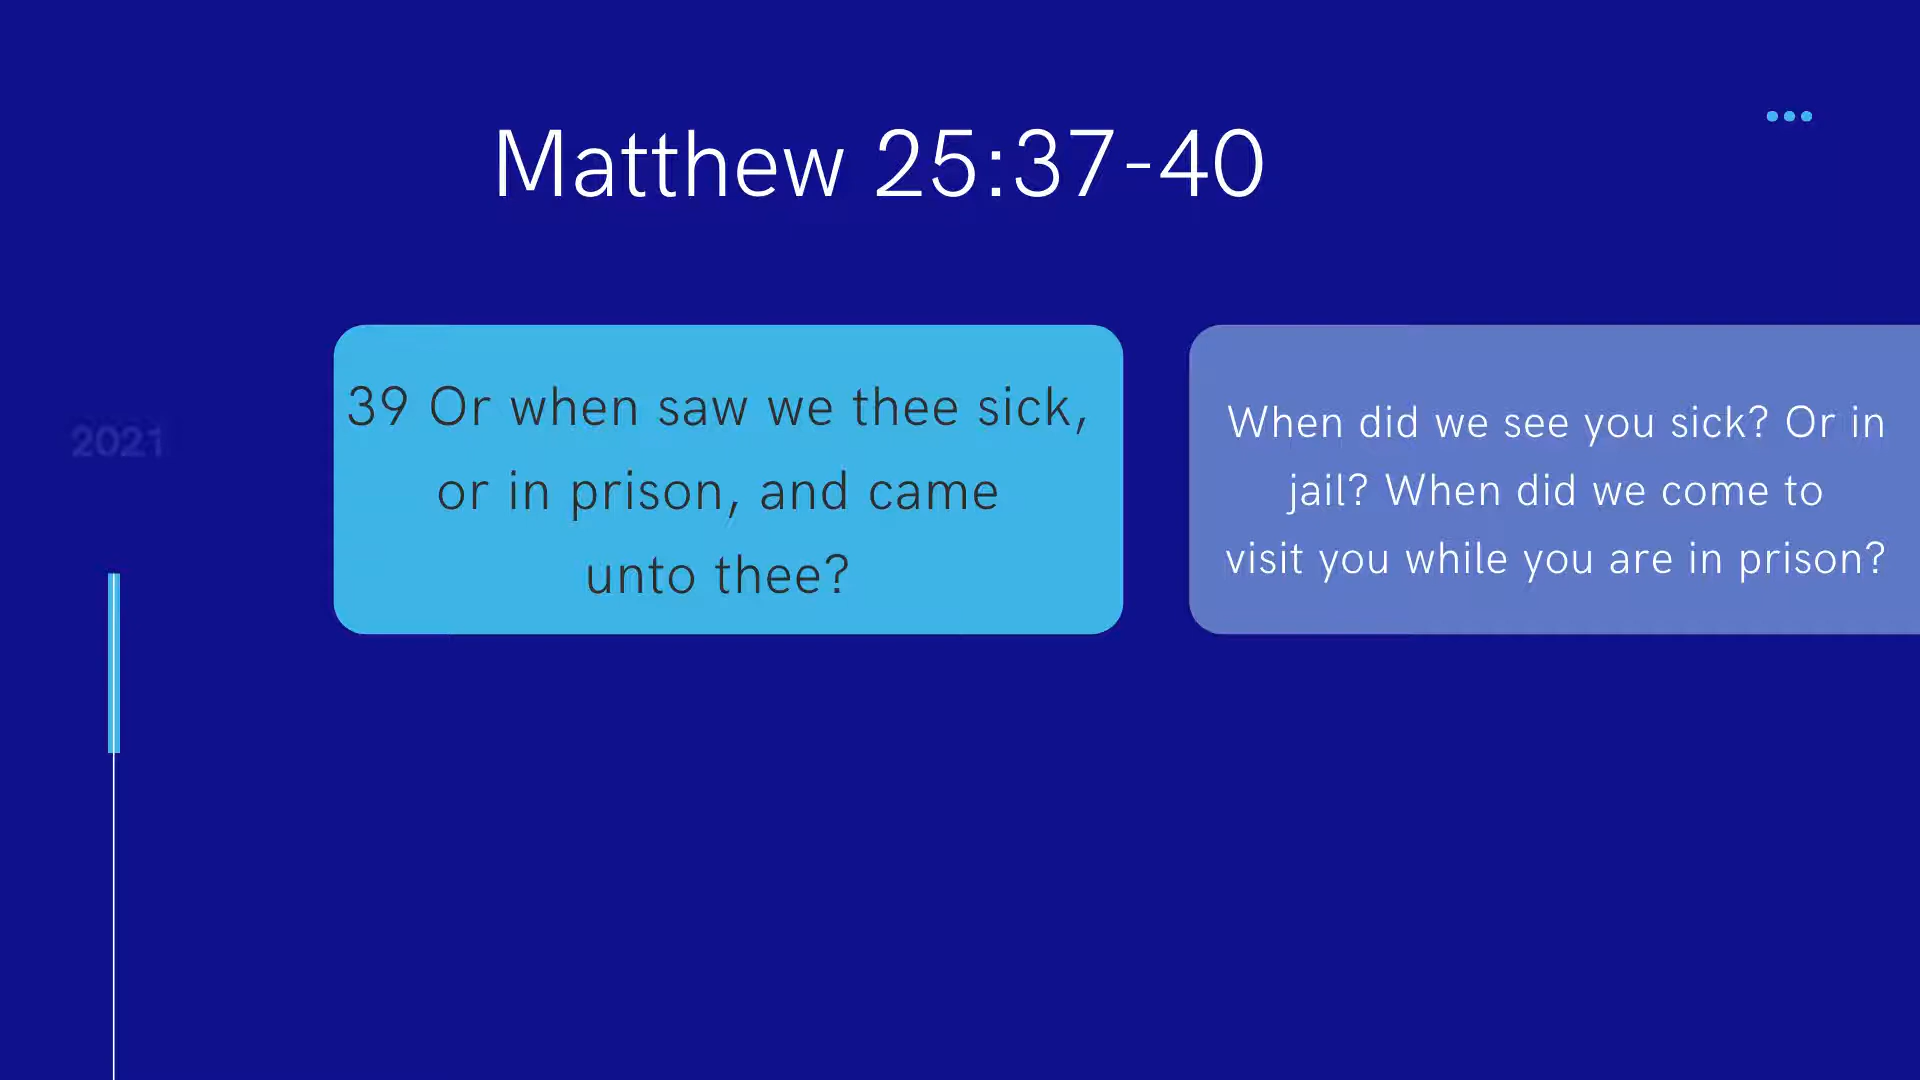 Matthew 25:37-40
2021
39 Or when saw we thee sick,
or in prison, and came
unto thee?
When did we see you sick? Or in
jail? When did we come to
visit you while you are in prison?